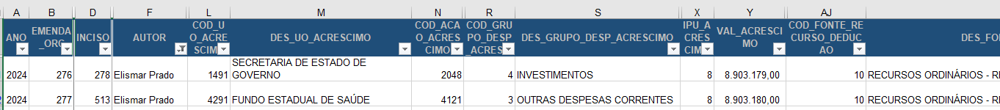 A B D F L M N R S X Y AJ
ANO EMENDA_ORG INCISO AUTOR COD_UO_ACRESCIM DES_UO_ACRESCIMO COD_ACAO_ACRESCIMO COD_GRUPO_DESP_ACRES DES_GRUPO_DESP_ACRESCIMO IPU_ACRESCIM VAL_ACRESCIMO COD_FONTE_RECURSO_DEDUCAO DES_FO
2024 276 278 Elismar Prado 1491 SECRETARIA DE ESTADO DE GOVERNO 2048 4 INVESTIMENTOS 8 8.903.179,00 10 RECURSOS ORDINÁRIOS - R
2024 277 513 Elismar Prado 4291 FUNDO ESTADUAL DE SAÚDE 4121 3 OUTRAS DESPESAS CORRENTES 8 8.903.180,00 10 RECURSOS ORDINÁRIOS - R